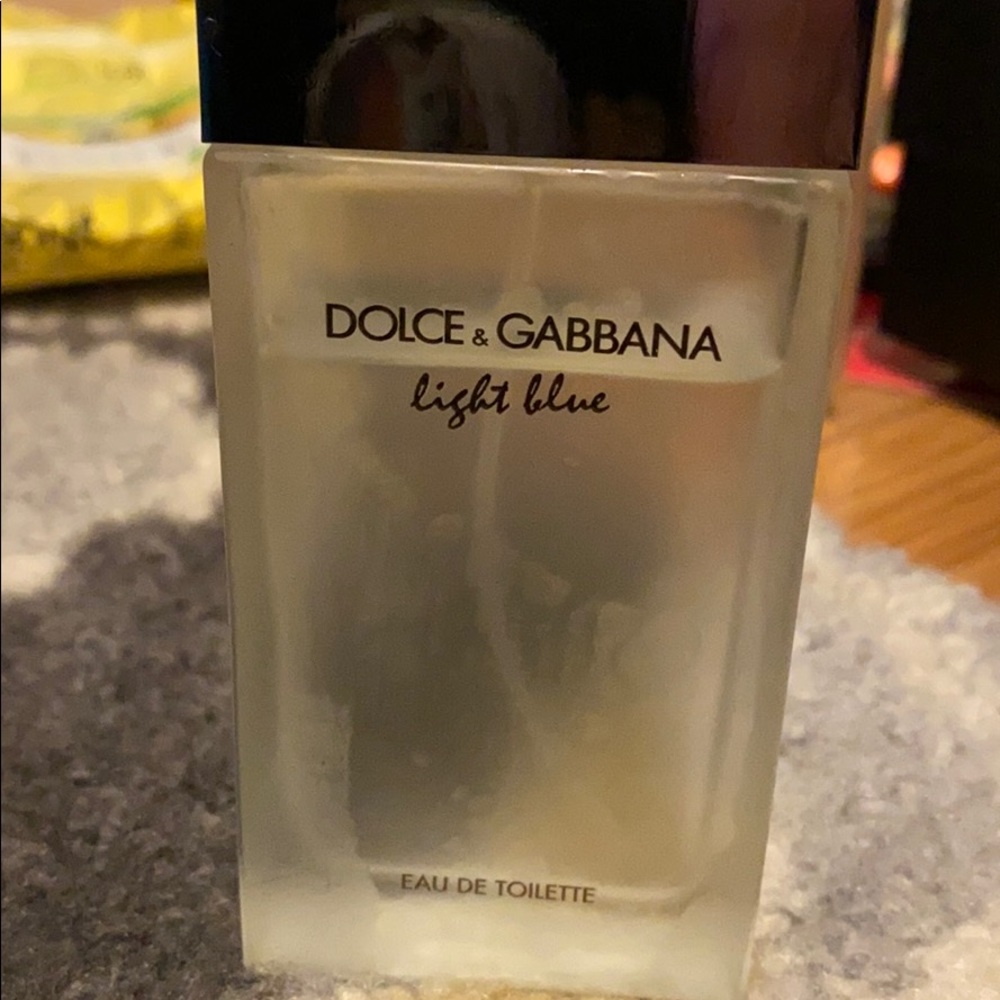 DOLCE & GABBANA
light blue
EAU DE TOILETTE